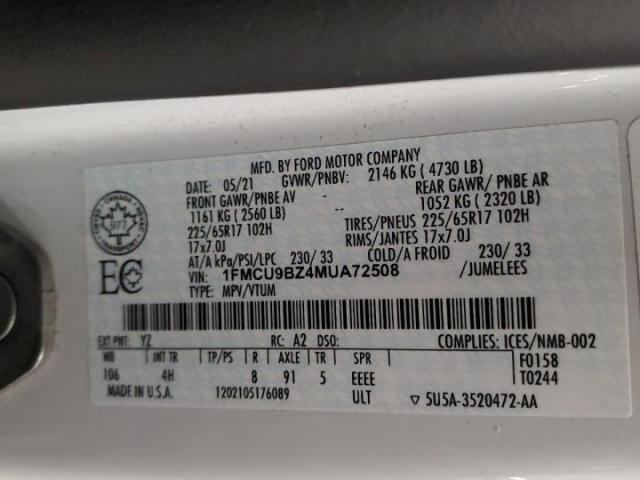 MFD. BY FORD MOTOR COMPANY
DATE: 05/21 GVWR/PNBV: 2146 KG ( 4730 LB)
FRONT GAWR/ PNBE AV - REAR GAWR/ PNBE AR
1161 KG ( 2560 LB) 1052 KG ( 2320 LB)
225/65R17 102H TIRES/PNEUS 225/65R17 102H
17x7.0J RIMS/JANTES 17x7.0J
AT/A kPa/PSI/LPC 230/ 33 COLD/A FROID 230/ 33
VIN: 1FMCU9BZ4MUA72508 /JUMELEES
TYPE: MPV/VTUM
CANADA
977
TRANSPORT
EC
EXT PNT: YZ RC: A2 DSO: COMPLIES: ICES/NMB-002
WB INT TR TP/PS R AXLE TR SPR F0158
106 4H 8 91 5 EEEE T0244
MADE IN U.S.A. 1202105176089 ULT ▽ 5U5A-3520472-AA